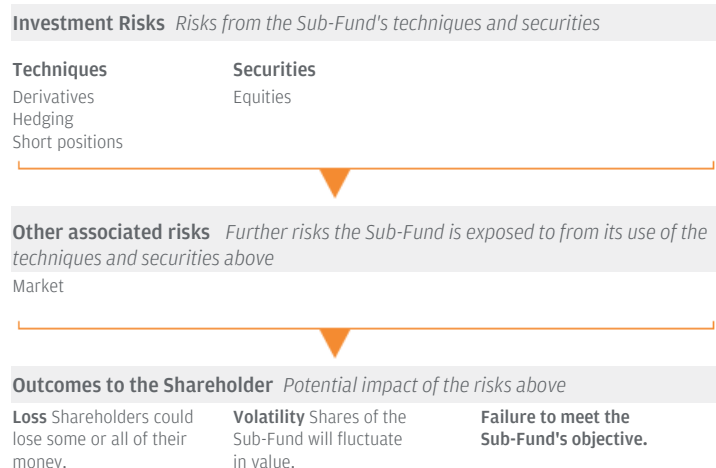 Investment Risks Risks from the Sub-Fund's techniques and securities
Techniques
Derivatives
Hedging
Short positions
Securities
Equities
Other associated risks Further risks the Sub-Fund is exposed to from its use of the
techniques and securities above
Market
Outcomes to the Shareholder Potential impact of the risks above
Loss Shareholders could
lose some or all of their
money.
Volatility Shares of the
Sub-Fund will fluctuate
in value.
Failure to meet the
Sub-Fund's objective.